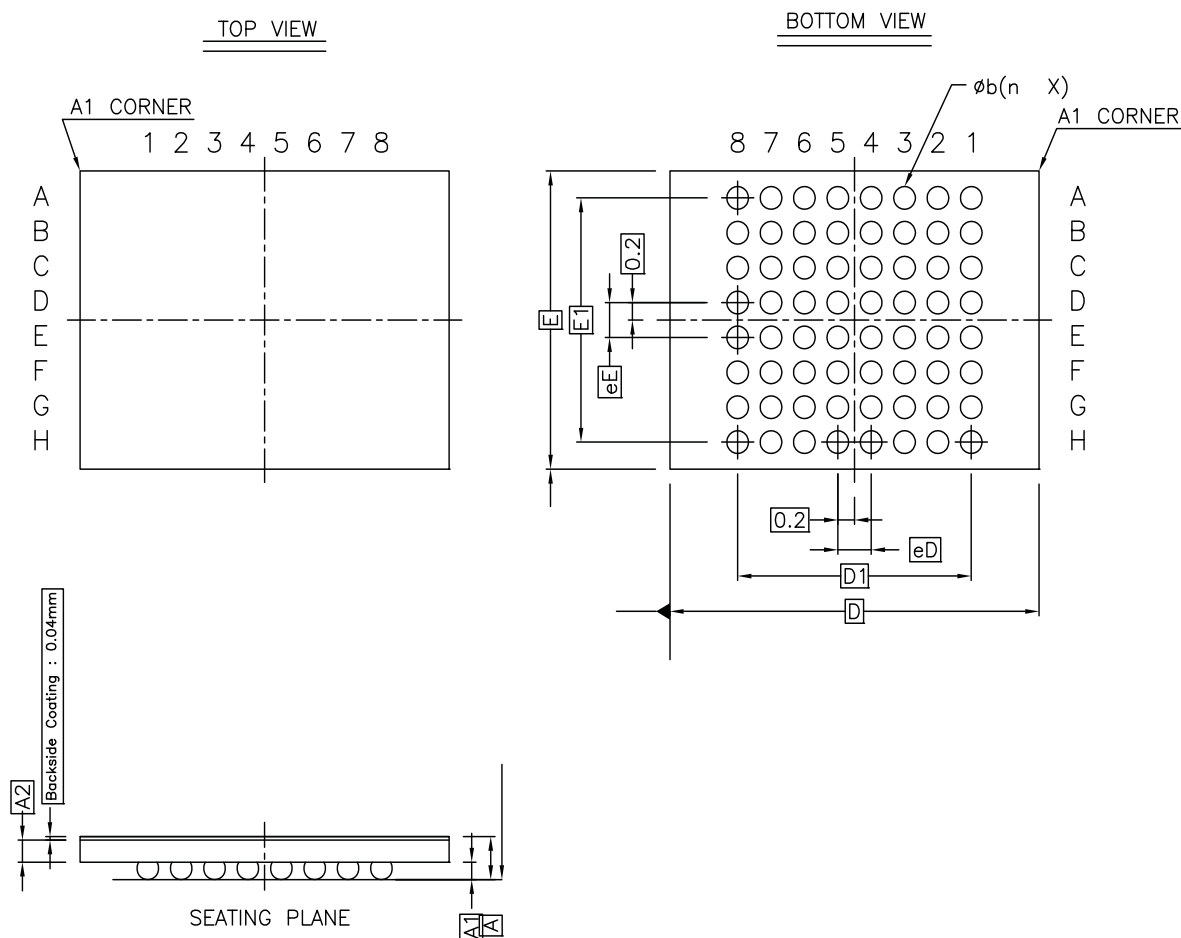 TOP VIEW
BOTTOM VIEW
øb(n X)
A1 CORNER
A1 CORNER
1 2 3 4 5 6 7 8
8 7 6 5 4 3 2 1
A
B
C
D
E
F
G
H
A
B
C
D
E
F
G
H
0.2
E
E1
eE
0.2
eD
D1
D
Backside Coating : 0.04mm
A2
A1
A
SEATING PLANE